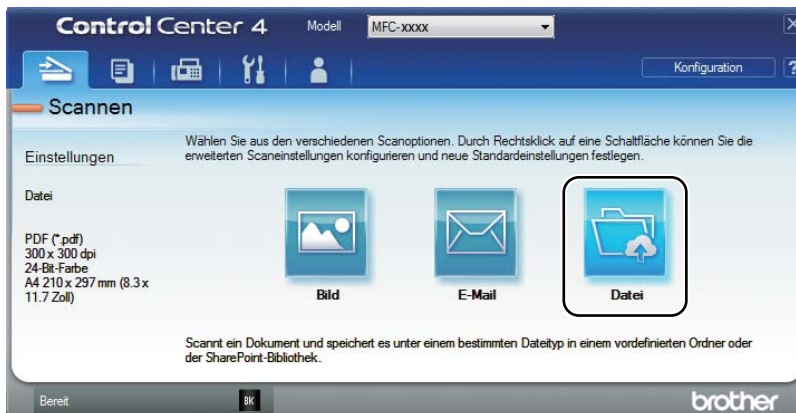 Control Center 4
Modell
MFC-xxxx
Konfiguration
?
Scannen
Einstellungen
Datei
PDF (*.pdf)
300 x 300 dpi
24-Bit-Farbe
A4 210 x 297 mm (8.3 x
11.7 Zoll)
Wählen Sie aus den verschiedenen Scanoptionen. Durch Rechtsklick auf eine Schaltfläche können Sie die
erweiterten Scaneinstellungen konfigurieren und neue Standardeinstellungen festlegen.
Bild
E-Mail
Datei
Scannt ein Dokument und speichert es unter einem bestimmten Dateityp in einem vordefinierten Ordner oder
der SharePoint-Bibliothek.
Bereit
BK
brother